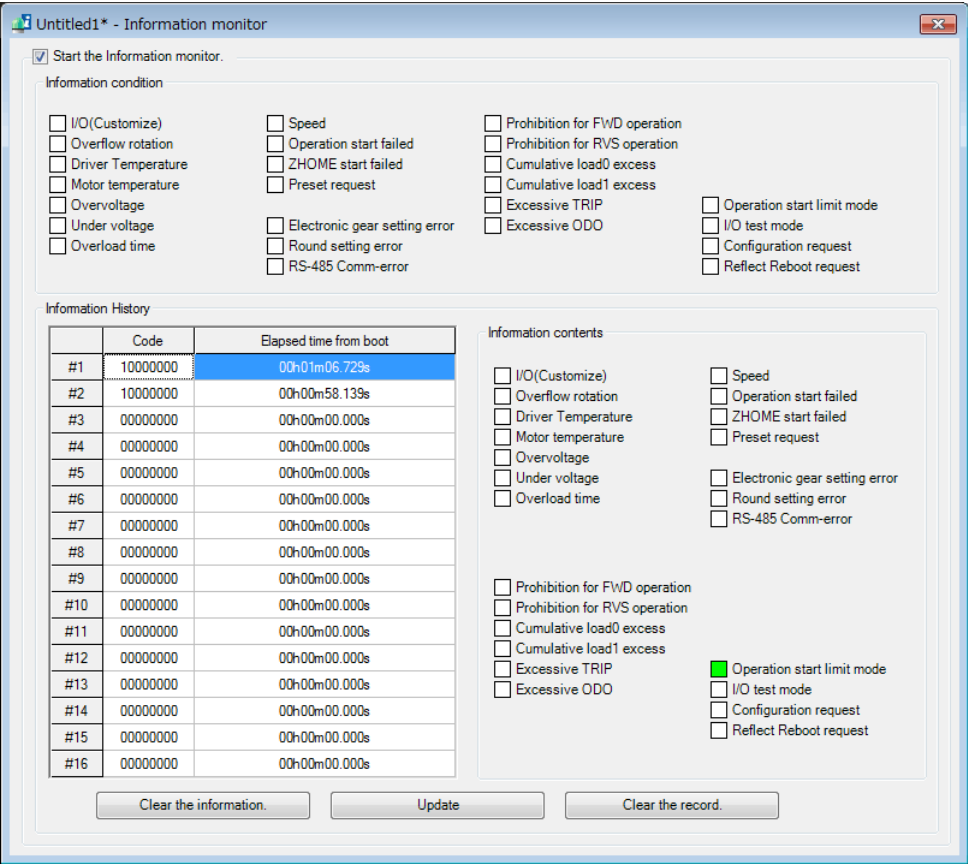 Untitled1* - Information monitor
Start the Information monitor.
Information condition
I/O(Customize) Speed Prohibition for FWD operation
Overflow rotation Operation start failed Prohibition for RVS operation
Driver Temperature ZHOME start failed Cumulative load0 excess
Motor temperature Preset request Cumulative load1 excess
Overvoltage Excessive TRIP Operation start limit mode
Under voltage Electronic gear setting error Excessive ODO I/O test mode
Overload time Round setting error Configuration request
RS-485 Comm-error Reflect Reboot request
Information History
Code Elapsed time from boot
#1 10000000 00h01m06.729s
#2 10000000 00h00m58.139s
#3 00000000 00h00m00.000s
#4 00000000 00h00m00.000s
#5 00000000 00h00m00.000s
#6 00000000 00h00m00.000s
#7 00000000 00h00m00.000s
#8 00000000 00h00m00.000s
#9 00000000 00h00m00.000s
#10 00000000 00h00m00.000s
#11 00000000 00h00m00.000s
#12 00000000 00h00m00.000s
#13 00000000 00h00m00.000s
#14 00000000 00h00m00.000s
#15 00000000 00h00m00.000s
#16 00000000 00h00m00.000s
Information contents
I/O(Customize) Speed
Overflow rotation Operation start failed
Driver Temperature ZHOME start failed
Motor temperature Preset request
Overvoltage
Under voltage Electronic gear setting error
Overload time Round setting error
RS-485 Comm-error
Prohibition for FWD operation
Prohibition for RVS operation
Cumulative load0 excess
Cumulative load1 excess
Excessive TRIP Operation start limit mode
Excessive ODO I/O test mode
Configuration request
Reflect Reboot request
Clear the information. Update Clear the record.